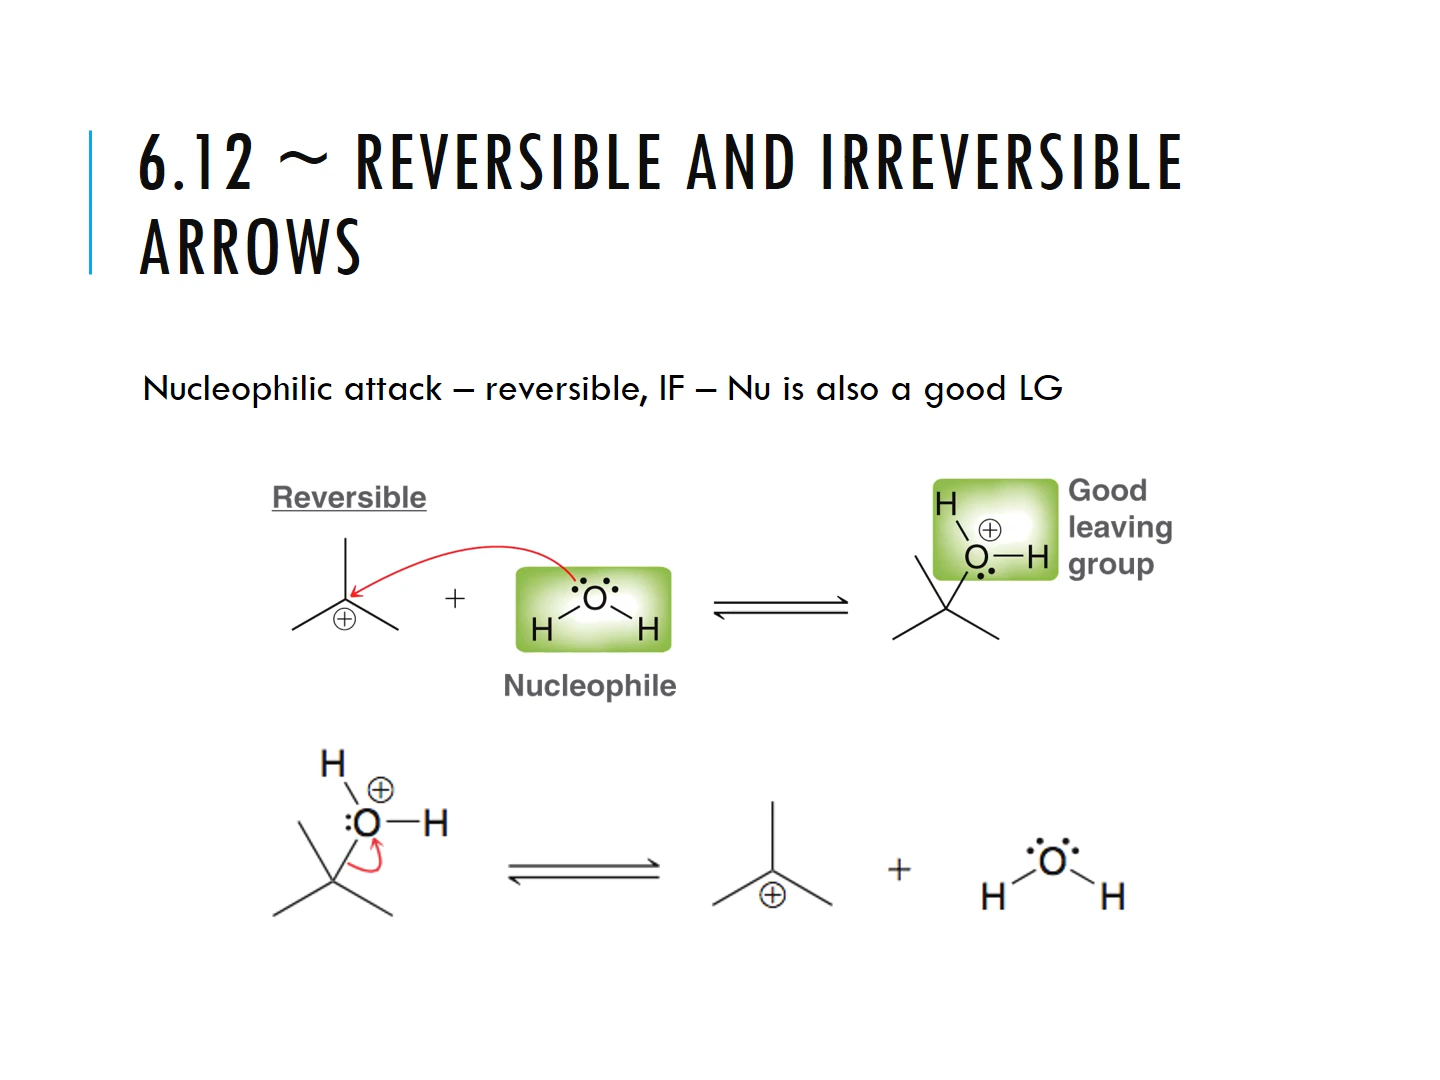 6.12 ~ REVERSIBLE AND IRREVERSIBLE
ARROWS
Nucleophilic attack – reversible, IF – Nu is also a good LG
Reversible
⊕
+
H
O
H
Nucleophile
H
⊕
O
H
Good
leaving
group
H
⊕
:O
H
⊕
+
O
H
H